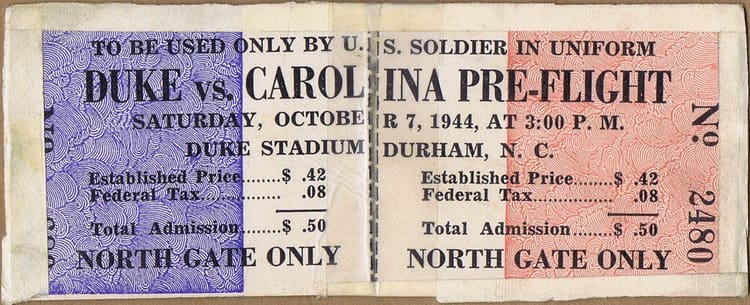 TO BE USED ONLY BY U. S. SOLDIER IN UNIFORM
DUKE vs. CAROLINA PRE-FLIGHT
SATURDAY, OCTOBER 7, 1944, AT 3:00 P. M.
DUKE STADIUM DURHAM, N. C.
Established Price.......$ .42
Federal Tax............... .08
Total Admission.......$ .50
NORTH GATE ONLY
Established Price.......$ .42
Federal Tax............... .08
Total Admission.......$ .50
NORTH GATE ONLY
No. 2480